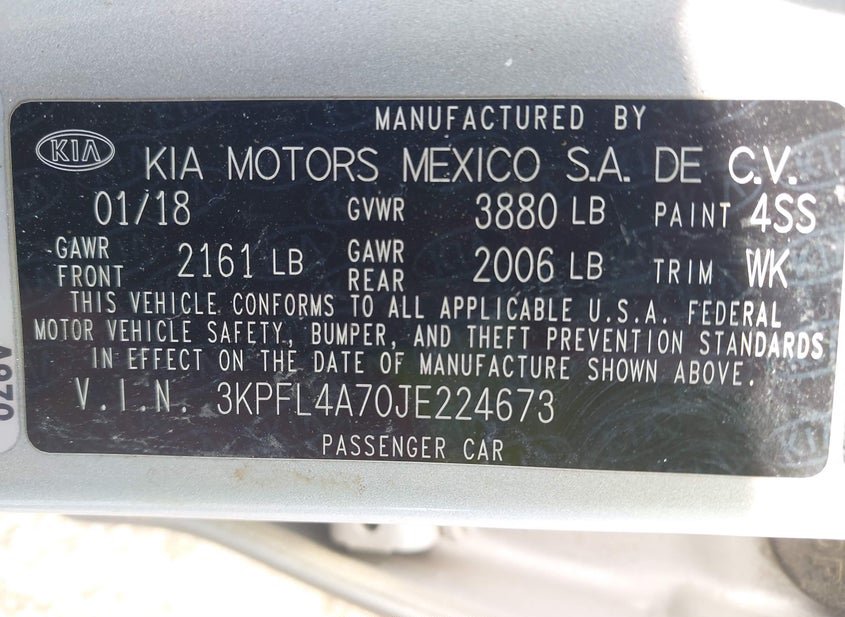 MANUFACTURED BY
KIA KIA MOTORS MEXICO S.A. DE C.V.
01/18 GVWR 3880 LB PAINT 4SS
GAWR FRONT 2161 LB GAWR REAR 2006 LB TRIM WK
THIS VEHICLE CONFORMS TO ALL APPLICABLE U.S.A. FEDERAL
MOTOR VEHICLE SAFETY, BUMPER, AND THEFT PREVENTION STANDARDS
IN EFFECT ON THE DATE OF MANUFACTURE SHOWN ABOVE.
V.I.N. 3KPFL4A70JE224673
PASSENGER CAR